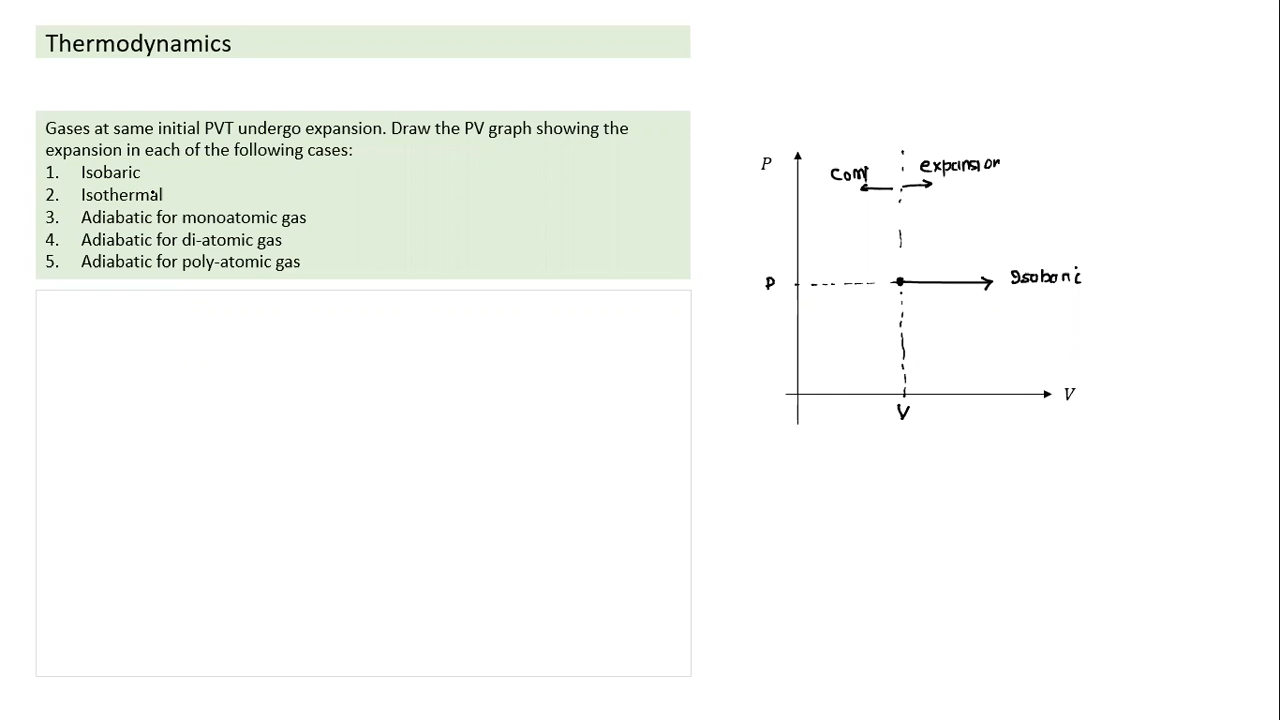 Thermodynamics
Gases at same initial PVT undergo expansion. Draw the PV graph showing the
expansion in each of the following cases:
1. Isobaric
2. Isothermal
3. Adiabatic for monoatomic gas
4. Adiabatic for di-atomic gas
5. Adiabatic for poly-atomic gas
P
com
expansion
P
Isobaric
V
V